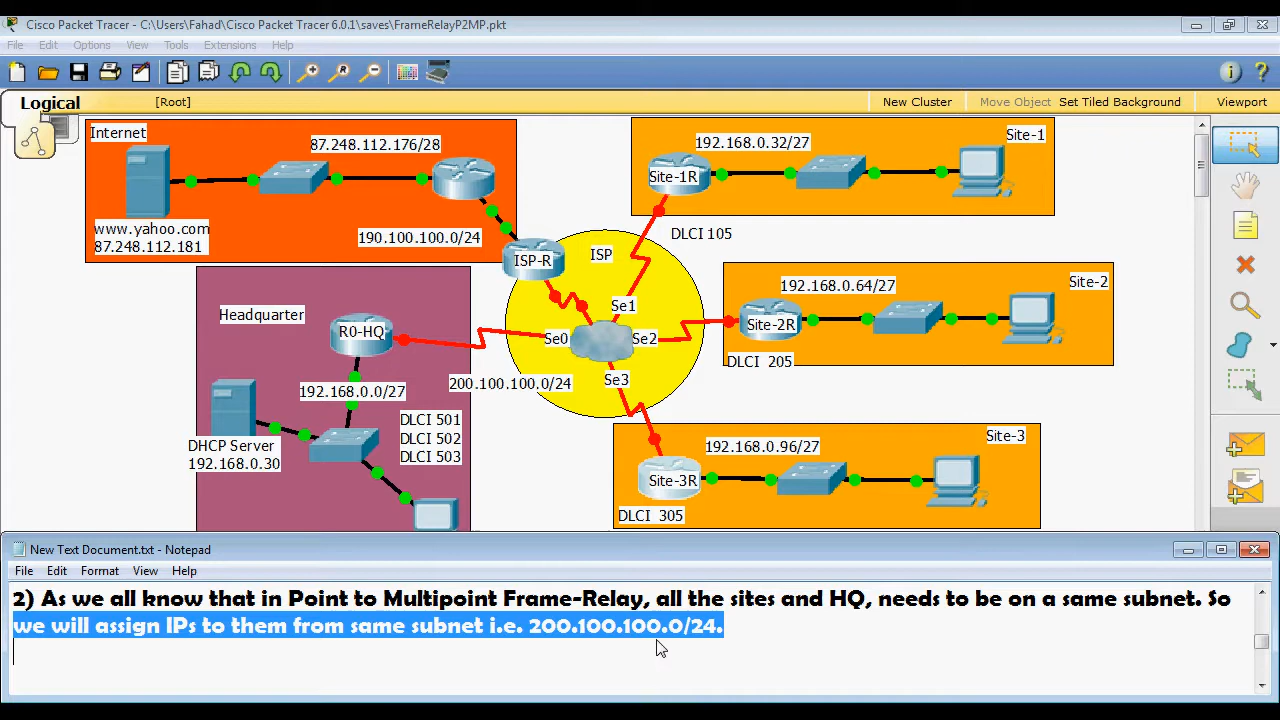 Cisco Packet Tracer - C:\Users\Fahad\Cisco Packet Tracer 6.0.1\saves\FrameRelayP2MP.pkt
File Edit Options View Tools Extensions Help
Logical [Root] New Cluster Move Object Set Tiled Background Viewport
Internet
87.248.112.176/28
www.yahoo.com
87.248.112.181
190.100.100.0/24
ISP-R
ISP
Site-1
192.168.0.32/27
Site-1R
DLCI 105
Site-2
192.168.0.64/27
Site-2R
DLCI 205
Se0
Se1
Se2
Se3
Headquarter
R0-HQ
192.168.0.0/27
200.100.100.0/24
DLCI 501
DLCI 502
DLCI 503
DHCP Server
192.168.0.30
Site-3
192.168.0.96/27
Site-3R
DLCI 305
New Text Document.txt - Notepad
File Edit Format View Help
2) As we all know that in Point to Multipoint Frame-Relay, all the sites and HQ, needs to be on a same subnet. So
we will assign IPs to them from same subnet i.e. 200.100.100.0/24.